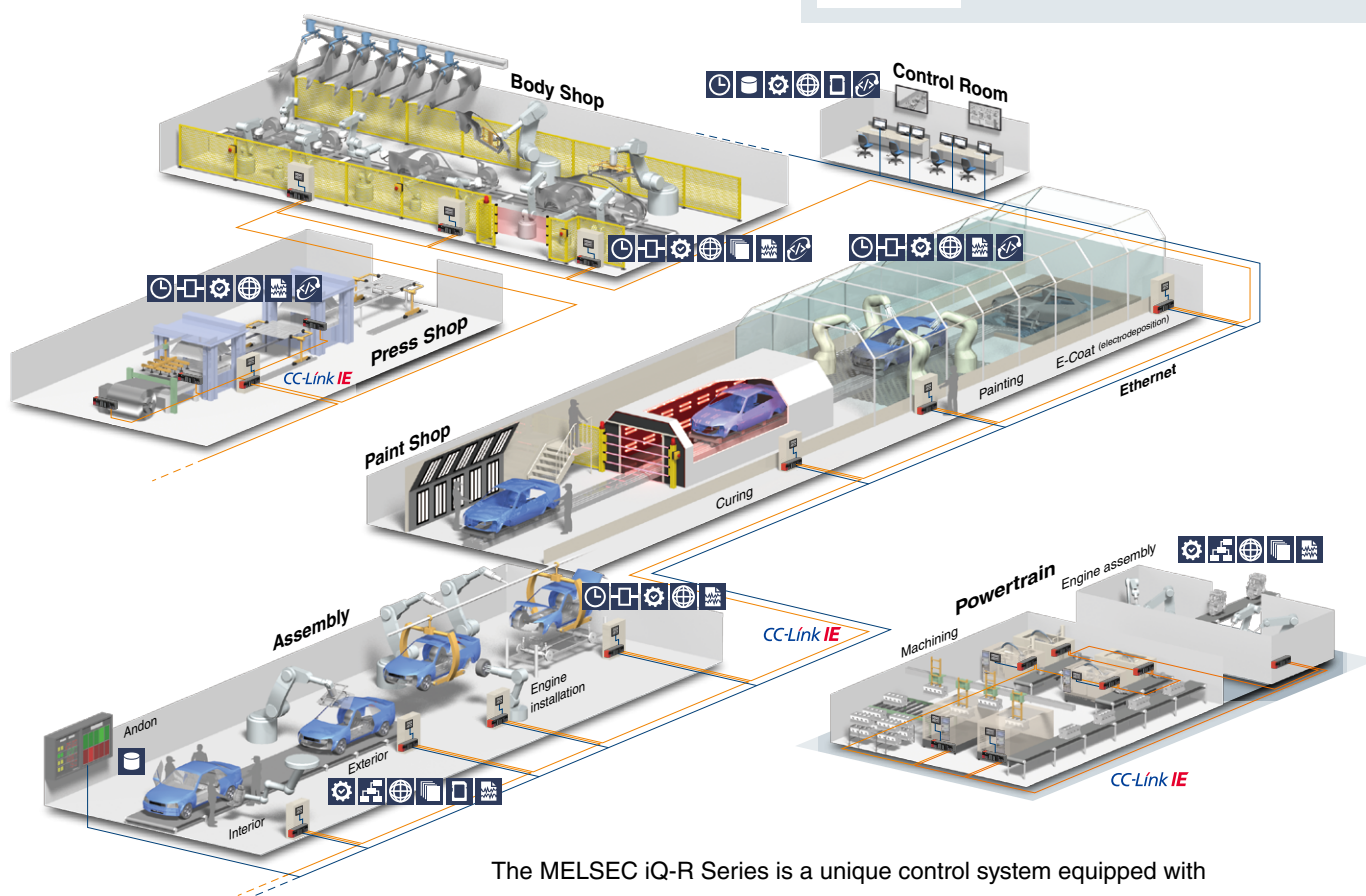 Body Shop
Control Room
Press Shop
CC-Link IE
E-Coat (electrodeposition)
Painting
Ethernet
Paint Shop
Curing
Engine assembly
Powertrain
Machining
Assembly
CC-Link IE
Engine
installation
Andon
Exterior
Interior
CC-Link IE
The MELSEC iQ-R Series is a unique control system equipped with